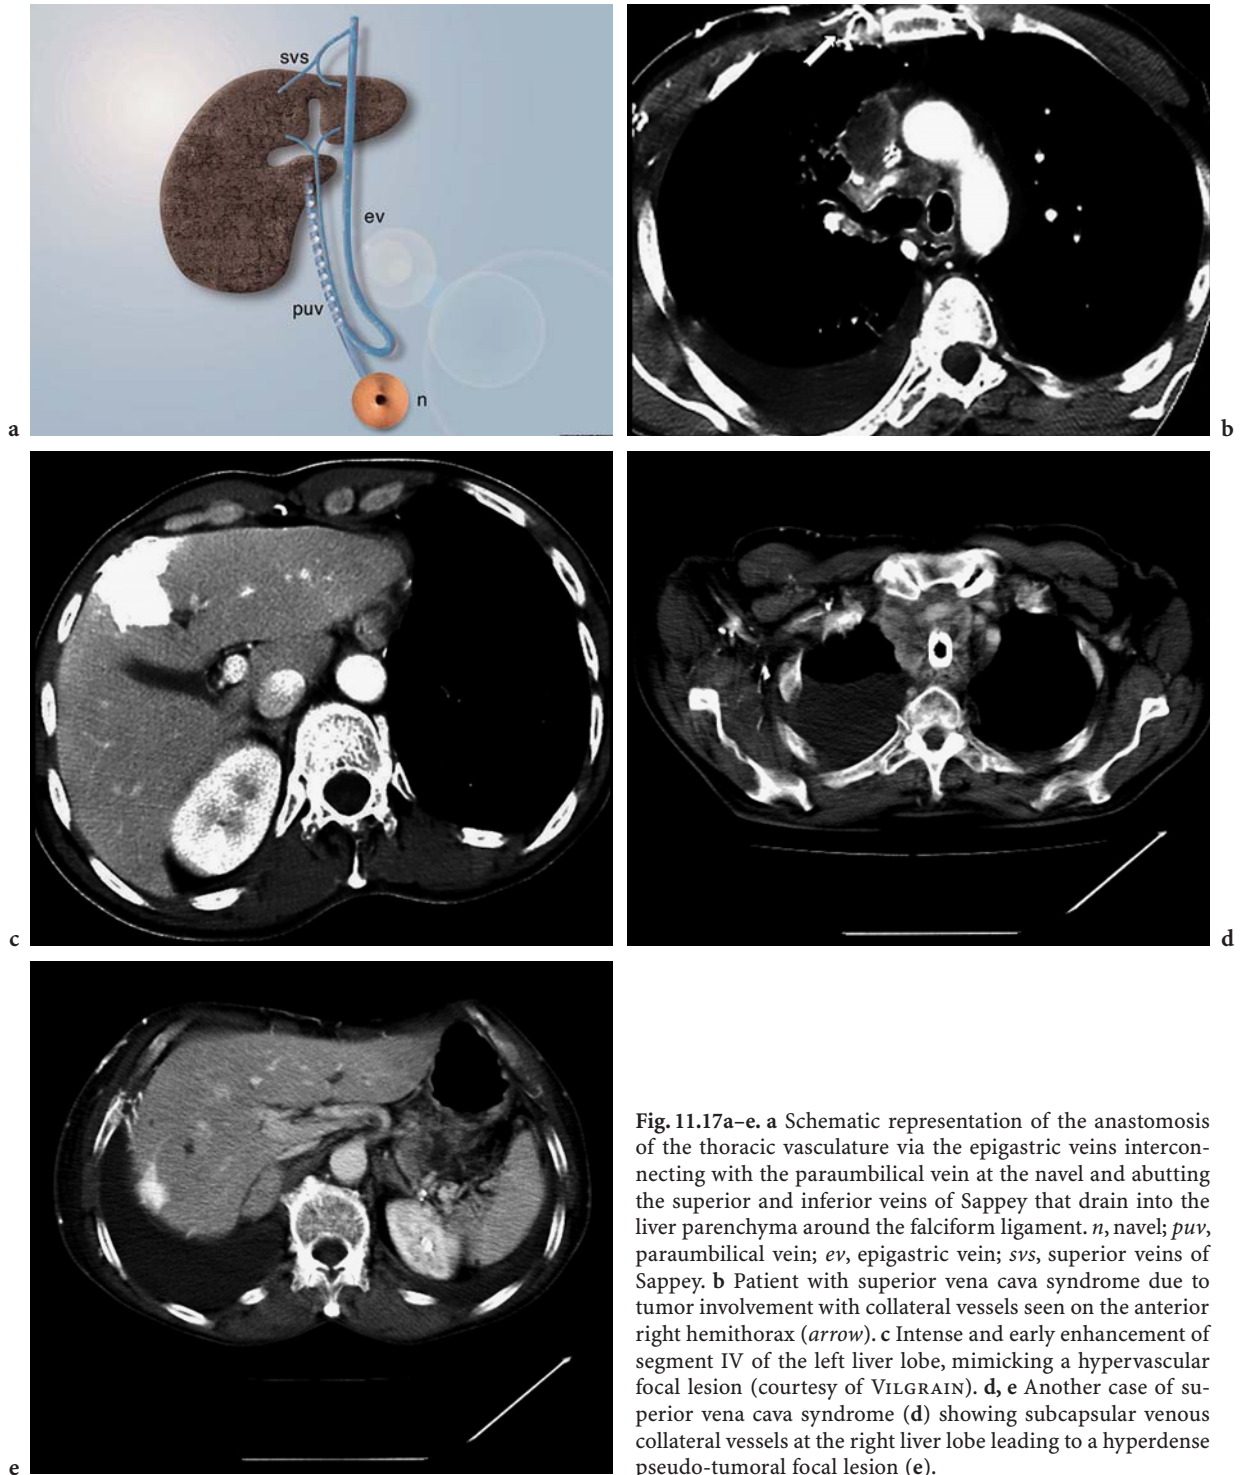 svs
ev
puv
n
a
b
c
d
e
Fig. 11.17a–e. a Schematic representation of the anastomosis
of the thoracic vasculature via the epigastric veins intercon-
necting with the paraumbilical vein at the navel and abutting
the superior and inferior veins of Sappey that drain into the
liver parenchyma around the falciform ligament. n, navel; puv,
paraumbilical vein; ev, epigastric vein; svs, superior veins of
Sappey. b Patient with superior vena cava syndrome due to
tumor involvement with collateral vessels seen on the anterior
right hemithorax (arrow). c Intense and early enhancement of
segment IV of the left liver lobe, mimicking a hypervascular
focal lesion (courtesy of VILGRAIN). d, e Another case of su-
perior vena cava syndrome (d) showing subcapsular venous
collateral vessels at the right liver lobe leading to a hyperdense
pseudo-tumoral focal lesion (e).